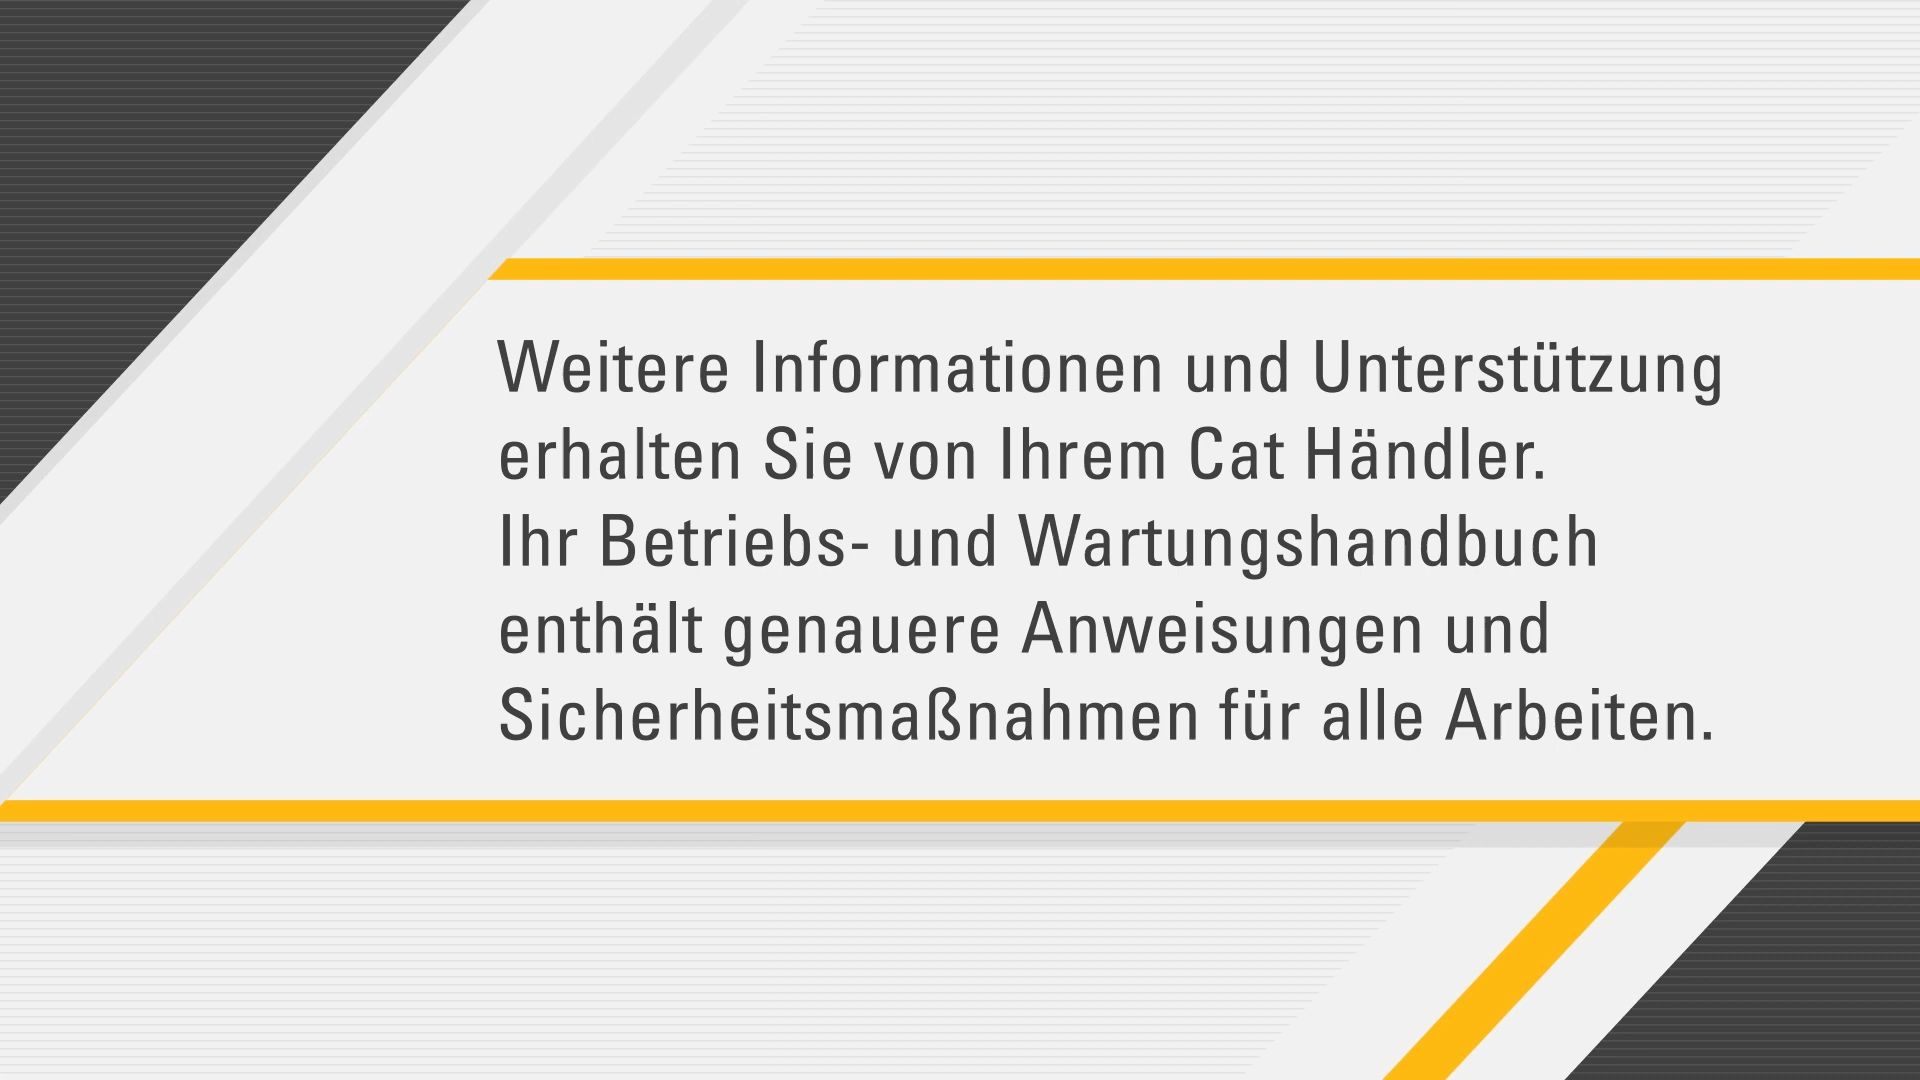 Weitere Informationen und Unterstützung
erhalten Sie von Ihrem Cat Händler.
Ihr Betriebs- und Wartungshandbuch
enthält genauere Anweisungen und
Sicherheitsmaßnahmen für alle Arbeiten.